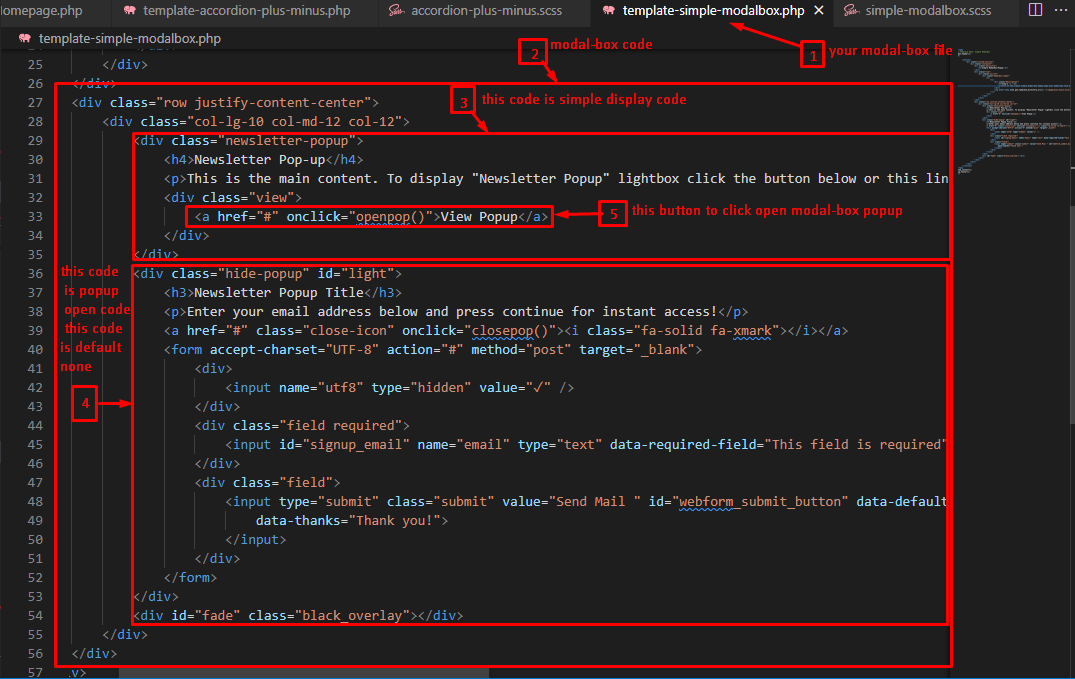 Homepage.php template-accordion-plus-minus.php accordion-plus-minus.scss template-simple-modalbox.php simple-modalbox.scss
template-simple-modalbox.php
2 modal-box code
1 your modal-box file
3 this code is simple display code
5 this button to click open modal-box popup
this code
is popup
open code
this code
is default
none
4
25 </div>
26 </div>
27 <div class="row justify-content-center">
28 <div class="col-lg-10 col-md-12 col-12">
29 <div class="newsletter-popup">
30 <h4>Newsletter Pop-up</h4>
31 <p>This is the main content. To display "Newsletter Popup" lightbox click the button below or this lin
32 <div class="view">
33 <a href="#" onclick="openpop()">View Popup</a>
34 </div>
35 </div>
36 <div class="hide-popup" id="light">
37 <h3>Newsletter Popup Title</h3>
38 <p>Enter your email address below and press continue for instant access!</p>
39 <a href="#" class="close-icon" onclick="closepop()"><i class="fa-solid fa-xmark"></i></a>
40 <form accept-charset="UTF-8" action="#" method="post" target="_blank">
41 <div>
42 <input name="utf8" type="hidden" value="✓" />
43 </div>
44 <div class="field required">
45 <input id="signup_email" name="email" type="text" data-required-field="This field is required"
46 </div>
47 <div class="field">
48 <input type="submit" class="submit" value="Send Mail " id="webform_submit_button" data-default
49 data-thanks="Thank you!">
50 </input>
51 </div>
52 </form>
53 </div>
54 <div id="fade" class="black_overlay"></div>
55 </div>
56 </div>
57 v>